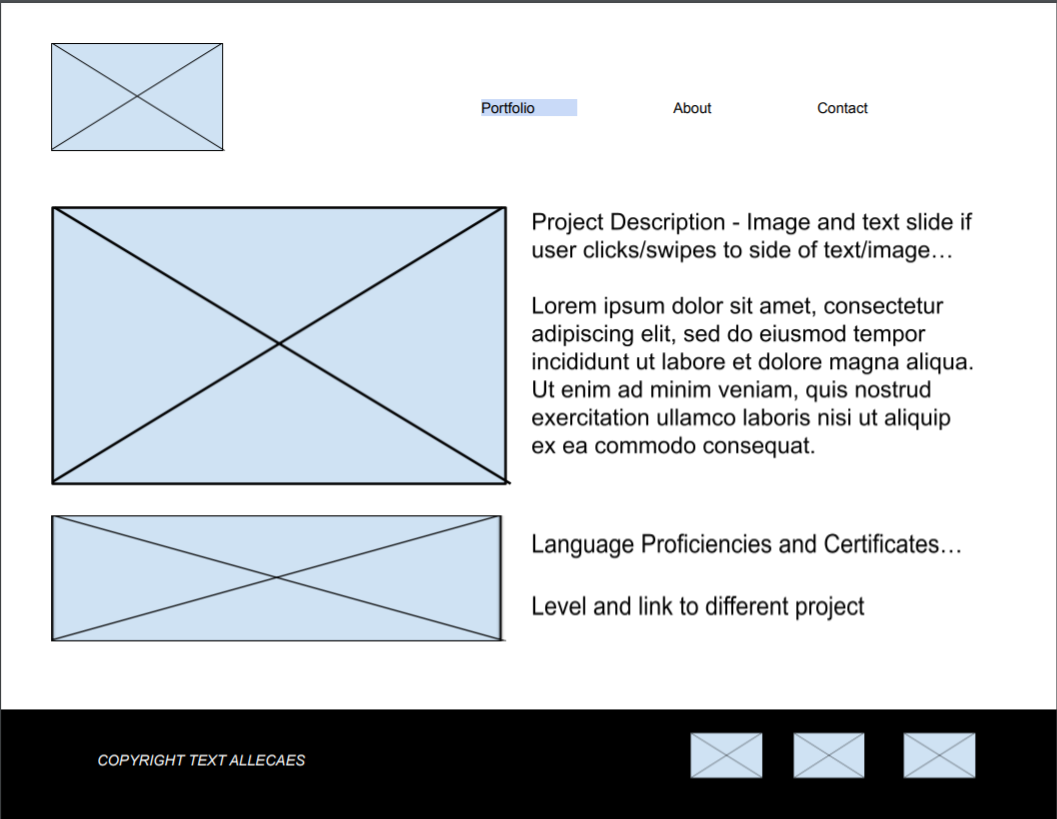 Portfolio About Contact
Project Description - Image and text slide if
user clicks/swipes to side of text/image…
Lorem ipsum dolor sit amet, consectetur
adipiscing elit, sed do eiusmod tempor
incididunt ut labore et dolore magna aliqua.
Ut enim ad minim veniam, quis nostrud
exercitation ullamco laboris nisi ut aliquip
ex ea commodo consequat.
Language Proficiencies and Certificates…
Level and link to different project
COPYRIGHT TEXT ALLECAES